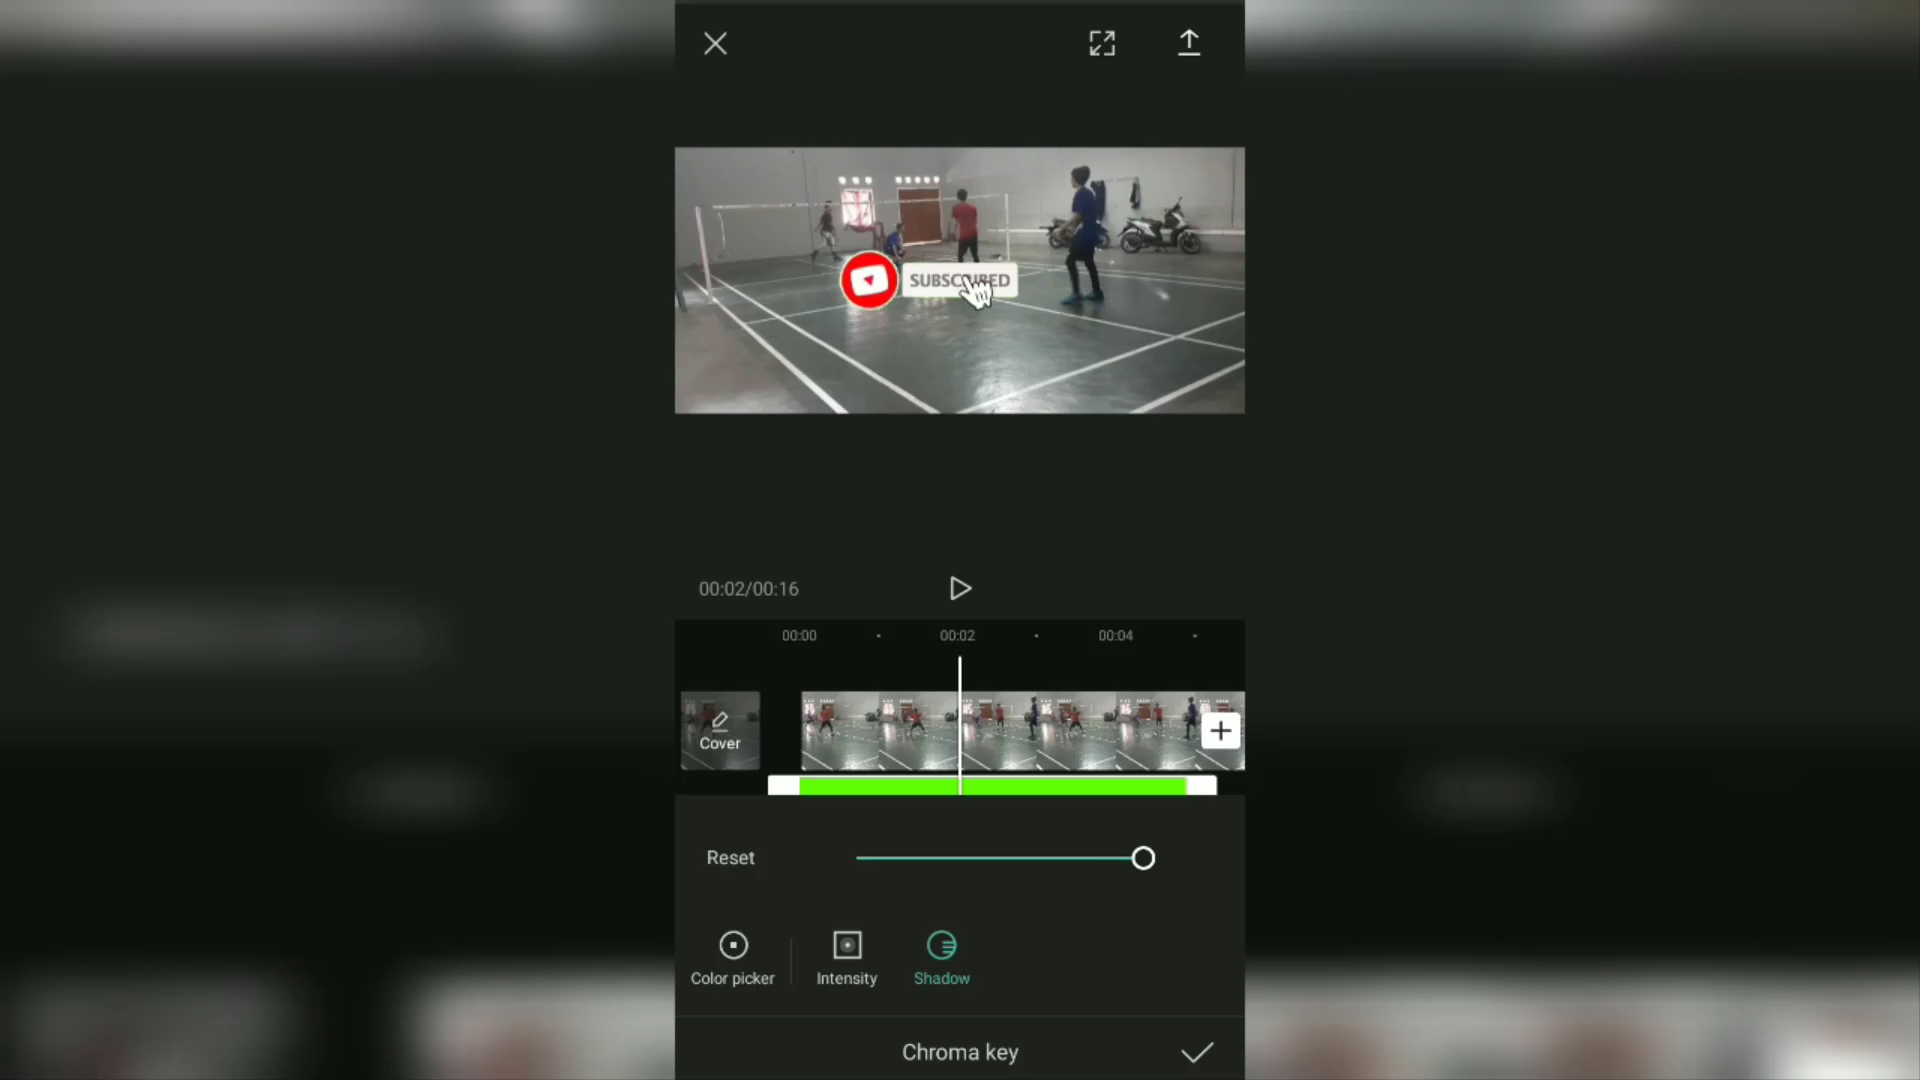 SUBSCRIBED
00:02/00:16
00:00 00:02 00:04
Cover
Reset
Color picker Intensity Shadow
Chroma key